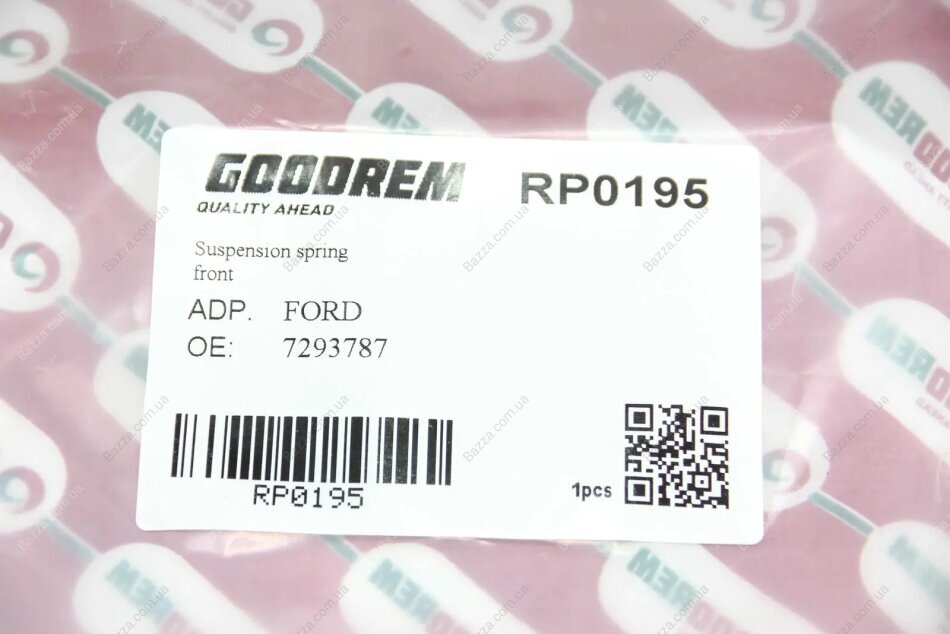 GOODREM
QUALITY AHEAD
RP0195
Suspension spring
front
ADP. FORD
OE: 7293787
RP0195
1pcs